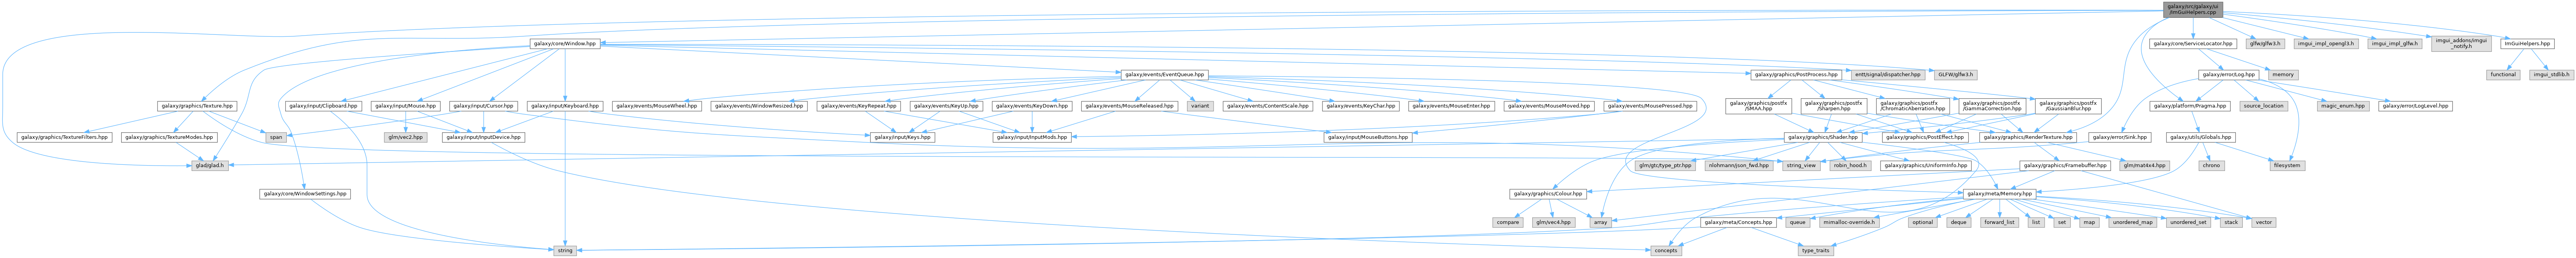 galaxy/src/galaxy/ui
/ImGuiHelpers.cpp
galaxy/core/Window.hpp
galaxy/core/ServiceLocator.hpp
glfw/glfw3.h
imgui_impl_opengl3.h
imgui_impl_glfw.h
imgui_addons/imgui
_notify.h
ImGuiHelpers.hpp
galaxy/events/EventQueue.hpp
galaxy/graphics/PostProcess.hpp
entt/signal/dispatcher.hpp
GLFW/glfw3.h
galaxy/error/Log.hpp
memory
functional
imgui_stdlib.h
galaxy/graphics/Texture.hpp
galaxy/input/Clipboard.hpp
galaxy/input/Mouse.hpp
galaxy/input/Cursor.hpp
galaxy/input/Keyboard.hpp
galaxy/events/MouseWheel.hpp
galaxy/events/WindowResized.hpp
galaxy/events/KeyRepeat.hpp
galaxy/events/KeyUp.hpp
galaxy/events/KeyDown.hpp
galaxy/events/MouseReleased.hpp
variant
galaxy/events/ContentScale.hpp
galaxy/events/KeyChar.hpp
galaxy/events/MouseEnter.hpp
galaxy/events/MouseMoved.hpp
galaxy/events/MousePressed.hpp
galaxy/graphics/postfx
/SMAA.hpp
galaxy/graphics/postfx
/Sharpen.hpp
galaxy/graphics/postfx
/ChromaticAberration.hpp
galaxy/graphics/postfx
/GammaCorrection.hpp
galaxy/graphics/postfx
/GaussianBlur.hpp
galaxy/platform/Pragma.hpp
source_location
magic_enum.hpp
galaxy/error/LogLevel.hpp
galaxy/graphics/TextureFilters.hpp
galaxy/graphics/TextureModes.hpp
span
glm/vec2.hpp
galaxy/input/InputDevice.hpp
galaxy/input/Keys.hpp
galaxy/input/InputMods.hpp
galaxy/input/MouseButtons.hpp
galaxy/graphics/Shader.hpp
galaxy/graphics/PostEffect.hpp
galaxy/graphics/RenderTexture.hpp
galaxy/error/Sink.hpp
galaxy/utils/Globals.hpp
glad/glad.h
glm/gtc/type_ptr.hpp
nlohmann/json_fwd.hpp
string_view
robin_hood.h
galaxy/graphics/UniformInfo.hpp
galaxy/graphics/Framebuffer.hpp
glm/mat4x4.hpp
chrono
filesystem
galaxy/core/WindowSettings.hpp
galaxy/graphics/Colour.hpp
galaxy/meta/Memory.hpp
compare
glm/vec4.hpp
array
galaxy/meta/Concepts.hpp
queue
mimalloc-override.h
optional
deque
forward_list
list
set
map
unordered_map
unordered_set
stack
vector
string
concepts
type_traits